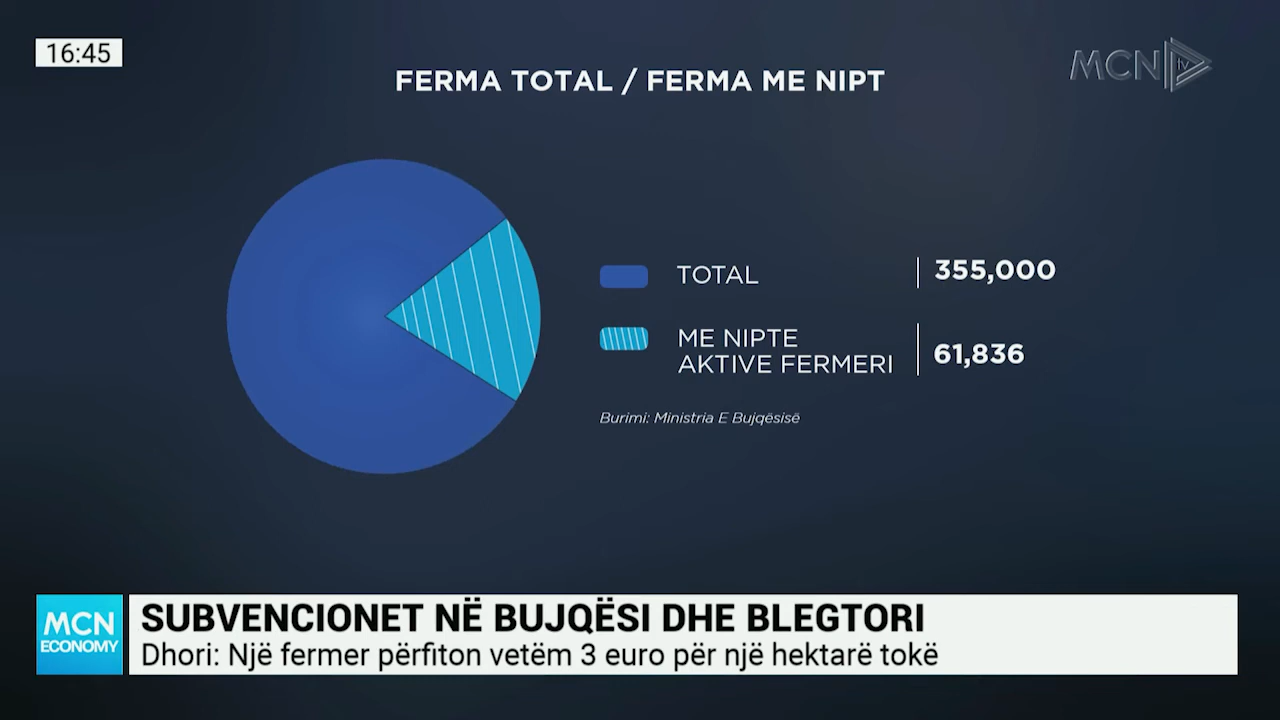 16:45
MCN tv
FERMA TOTAL / FERMA ME NIPT
TOTAL
355,000
ME NIPTE
AKTIVE FERMERI
61,836
Burimi: Ministria E Bujqësisë
MCN
ECONOMY
SUBVENCIONET NË BUJQËSI DHE BLEGTORI
Dhori: Një fermer përfiton vetëm 3 euro për një hektarë tokë